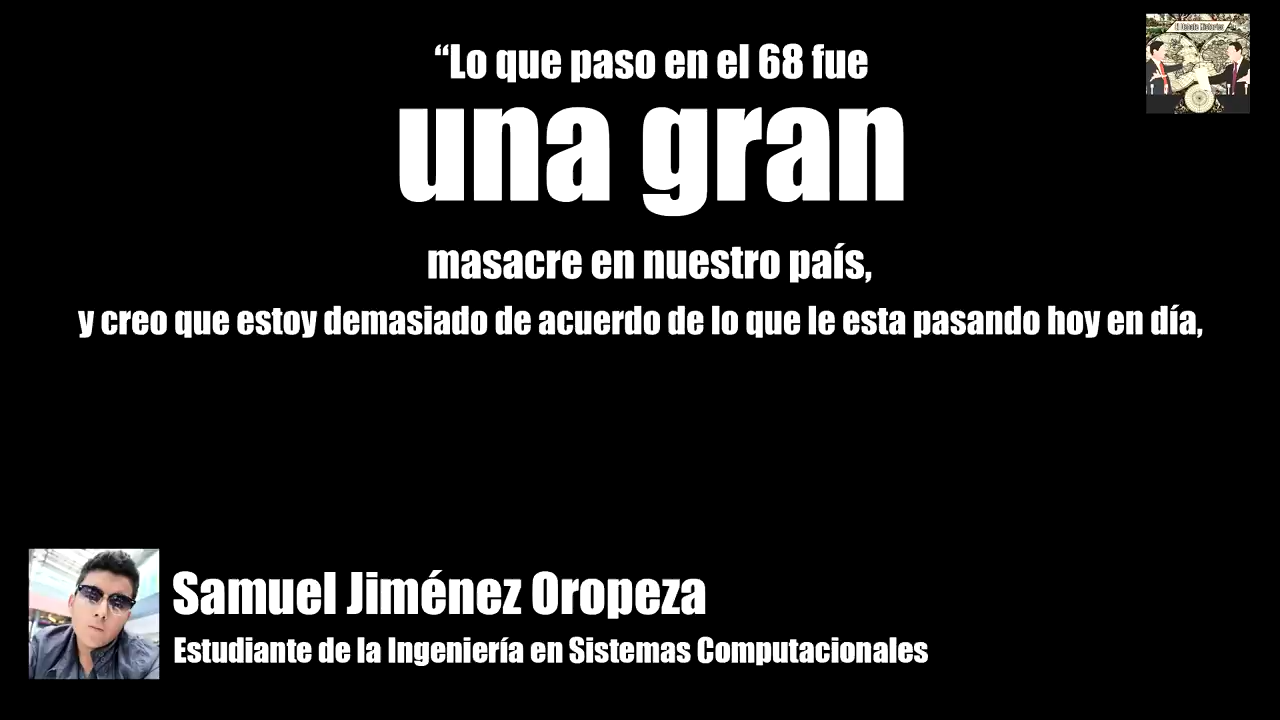 “Lo que paso en el 68 fue
una gran
masacre en nuestro país,
y creo que estoy demasiado de acuerdo de lo que le esta pasando hoy en día,
Samuel Jiménez Oropeza
Estudiante de la Ingeniería en Sistemas Computacionales